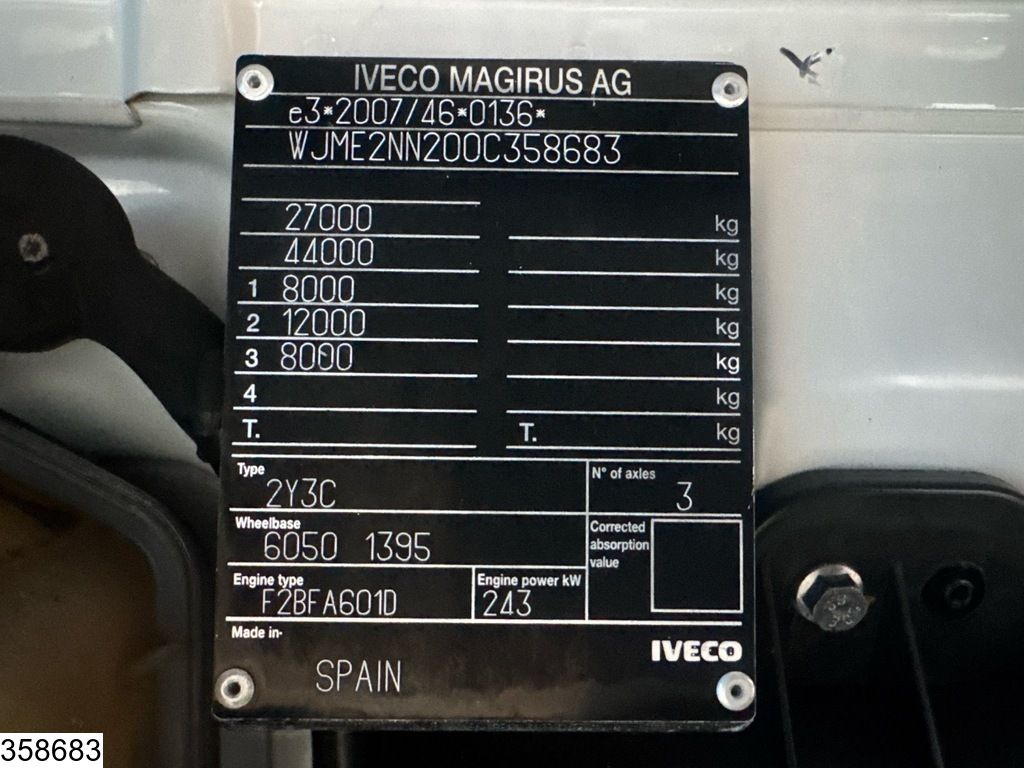 IVECO MAGIRUS AG
e3*2007/46*0136*
WJME2NN200C358683
27000 kg
44000 kg
1 8000 kg
2 12000 kg
3 8000 kg
4 kg
T. T. kg
Type
2Y3C
N° of axles
3
Wheelbase
6050 1395
Corrected
absorption
value
Engine type
F2BFA601D
Engine power kW
243
Made in-
SPAIN
IVECO
358683